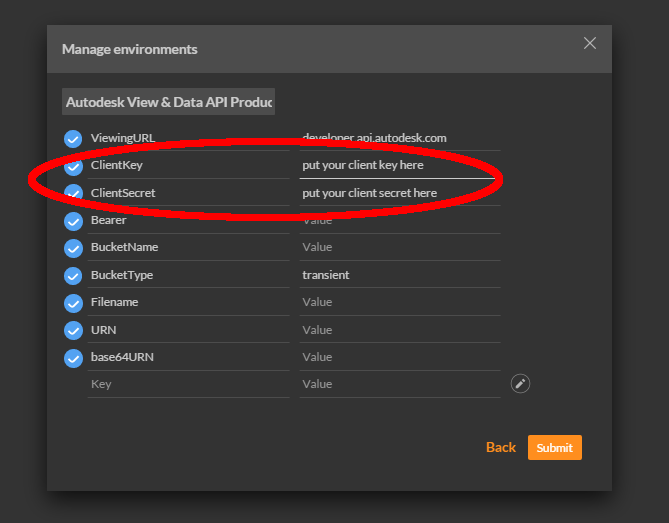 Manage environments
Autodesk View & Data API Produc
ViewingURL developer.api.autodesk.com
ClientKey put your client key here
ClientSecret put your client secret here
Bearer Value
BucketName Value
BucketType transient
Filename Value
URN Value
base64URN Value
Key Value
Back Submit